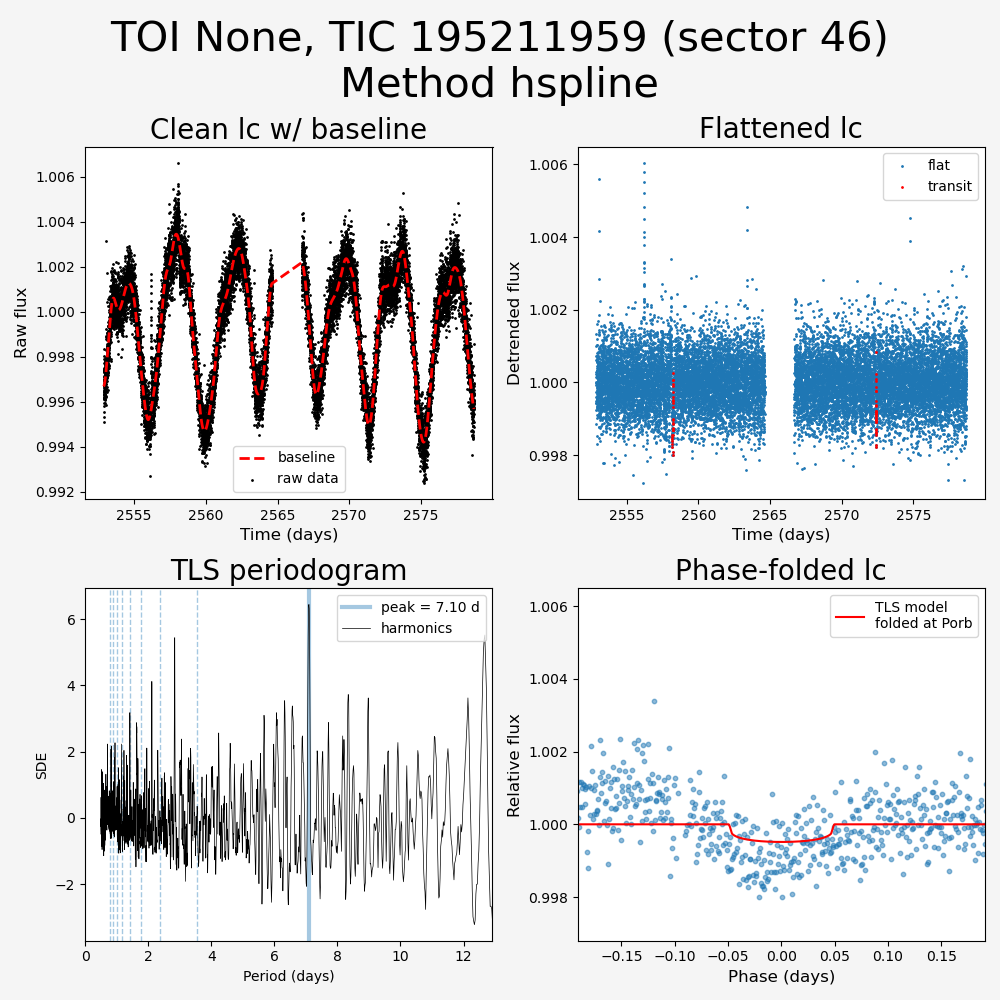 TOI None, TIC 195211959 (sector 46)
Method hspline
Clean lc w/ baseline
Raw flux
1.006
1.004
1.002
1.000
0.998
0.996
0.994
0.992
baseline
raw data
2555 2560 2565 2570 2575
Time (days)
Flattened lc
Detrended flux
1.006
1.004
1.002
1.000
0.998
flat
transit
2555 2560 2565 2570 2575
Time (days)
TLS periodogram
SDE
6
4
2
0
−2
peak = 7.10 d
harmonics
0 2 4 6 8 10 12
Period (days)
Phase-folded lc
Relative flux
1.006
1.004
1.002
1.000
0.998
TLS model
folded at Porb
−0.15 −0.10 −0.05 0.00 0.05 0.10 0.15
Phase (days)